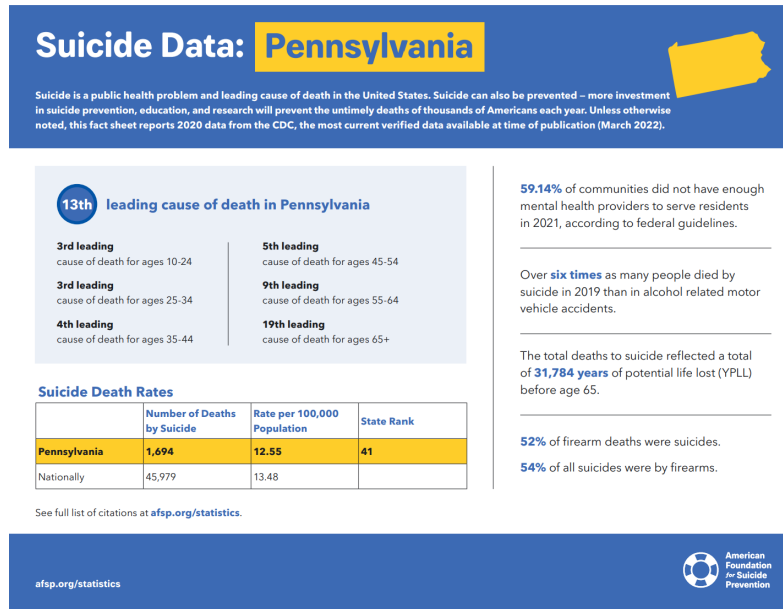 Suicide Data: Pennsylvania
Suicide is a public health problem and leading cause of death in the United States. Suicide can also be prevented – more investment
in suicide prevention, education, and research will prevent the untimely deaths of thousands of Americans each year. Unless otherwise
noted, this fact sheet reports 2020 data from the CDC, the most current verified data available at time of publication (March 2022).
13th leading cause of death in Pennsylvania
3rd leading
cause of death for ages 10-24
3rd leading
cause of death for ages 25-34
4th leading
cause of death for ages 35-44
5th leading
cause of death for ages 45-54
9th leading
cause of death for ages 55-64
19th leading
cause of death for ages 65+
Suicide Death Rates
Number of Deaths
by Suicide
Rate per 100,000
Population
State Rank
Pennsylvania 1,694 12.55 41
Nationally 45,979 13.48
See full list of citations at afsp.org/statistics.
59.14% of communities did not have enough
mental health providers to serve residents
in 2021, according to federal guidelines.
Over six times as many people died by
suicide in 2019 than in alcohol related motor
vehicle accidents.
The total deaths to suicide reflected a total
of 31,784 years of potential life lost (YPLL)
before age 65.
52% of firearm deaths were suicides.
54% of all suicides were by firearms.
afsp.org/statistics
American
Foundation
for Suicide
Prevention